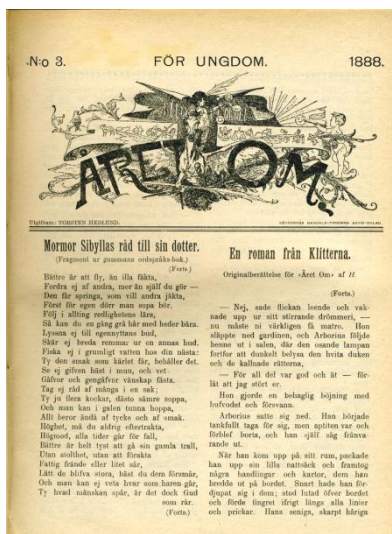 N:o 3.
FÖR UNGDOM.
1888.
ÅRET OM.
Utgifvare: TORSTEN HEDLUND.
Mormor Sibyllas råd till sin dotter.
(Fragment ur gummans ordspråksbok.)
(Forts.)
Bättre är att fly, än illa fäkta,
Fordra ej af andra, mer än själf du gör —
Den får springa, som vill andra jäkta,
Först för egen dörr man sopa bör.
Följ i allting redlighetens lära,
Så kan du en gång grå hår med heder bära.
Lyssna ej till egennyttans bud,
Skär ej breda remmar ur en annas hud.
Fiska ej i grumligt vatten hos din nästa:
Ty den smak som kärlet får, behåller det.
Se ej gifven häst i mun, och vet:
Gåfvor och gengåfvor vänskap fästa.
Tag ej råd af många i en sak;
Ty ju flera kockar, dästo sämre soppa,
Och man kan i galen tunna hoppa,
Allt beror ändå af tycke och af smak.
Höghet, må du aldrig eftertrakta,
Högmod, alla tider går för fall,
Bättre är helt tyst att gå sin gamla trall,
Utan stolthet, utan att förakta
Fattig frände eller litet sår,
Lätt de blifva stora, bäst du dem försmår,
Och man kan ej veta hvar som haren går,
Ty hvad mänskan spår, är det dock Gud
som rår.
(Forts.)
En roman från Klitterna.
Originalberättelse för «Året Om» af H.
(Forts.)
— Nej, sade flickan leende och vak-
nade upp ur sitt stirrande drömmeri, —
nu måste ni värkligen få matro. Hon
släppte ned gardinen, och Arborius följde
henne ut i salen, där den osande lampan
fortfor att dunkelt belysa den hvita duken
och de kallnade rätterna,
— För all del var god och ät — för-
låt att jag stört er.
Hon gjorde en behaglig böjning med
hufvudet och försvann.
Arborius satte sig ned. Han började
tankfullt taga för sig, men aptiten var och
förblef borta, och han själf såg frånva-
rande ut.
När han kom upp på sitt rum, packade
han upp sin lilla nattsäck och framtog
några handlingar och kartor, dem han
bredde ut på bordet. Snart hade han för-
djupat sig i dem; stod lutad öfver bordet
och förde fingret ifrigt längs alla linier
och prickar. Hans seniga, skarpt håriga